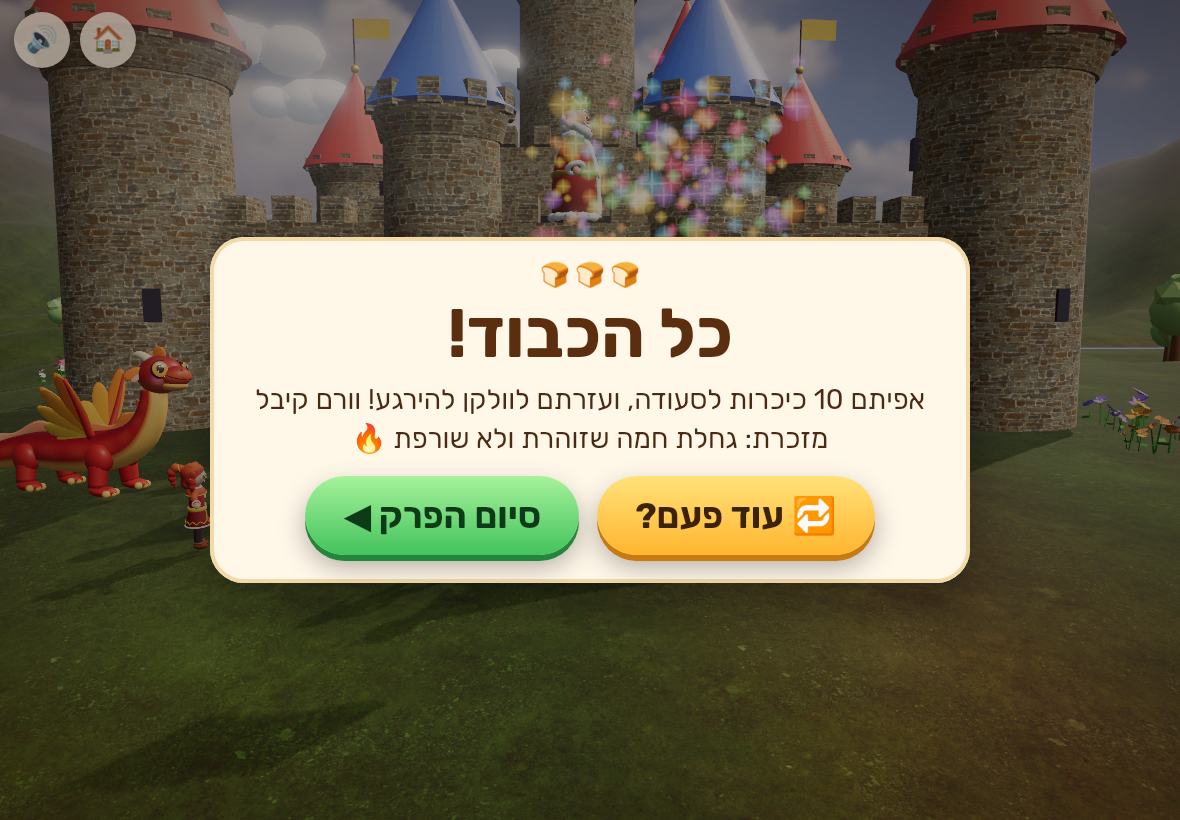 כל הכבוד!
אפיתם 10 כיכרות לסעודה, ועזרתם לוולקן להירגע! וורם קיבל
מזכרת: גחלת חמה שזוהרת ולא שורפת 🔥
🔁 עוד פעם?
סיום הפרק ◀